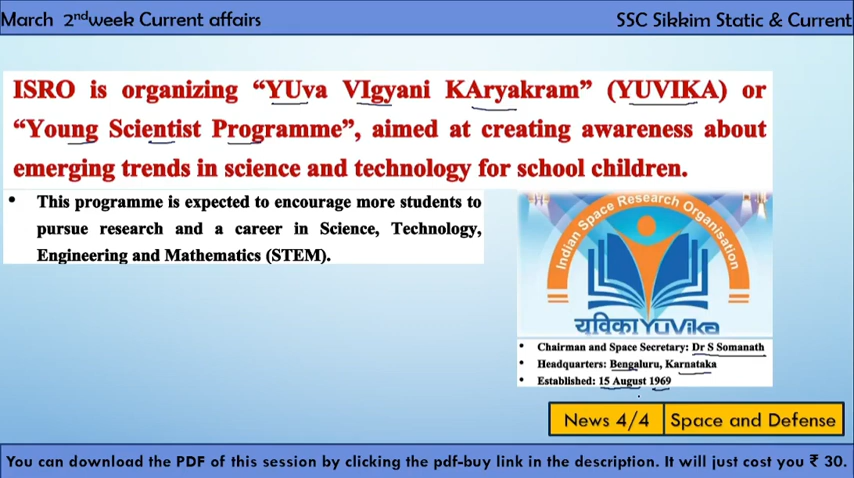 March 2ndweek Current affairs
SSC Sikkim Static & Current
ISRO is organizing “YUva VIgyani KAryakram” (YUVIKA) or
“Young Scientist Programme”, aimed at creating awareness about
emerging trends in science and technology for school children.
• This programme is expected to encourage more students to
pursue research and a career in Science, Technology,
Engineering and Mathematics (STEM).
Indian Space Research Organisation
युविका YuVika
• Chairman and Space Secretary: Dr S Somanath
• Headquarters: Bengaluru, Karnataka
• Established: 15 August 1969
News 4/4
Space and Defense
You can download the PDF of this session by clicking the pdf-buy link in the description. It will just cost you ₹ 30.